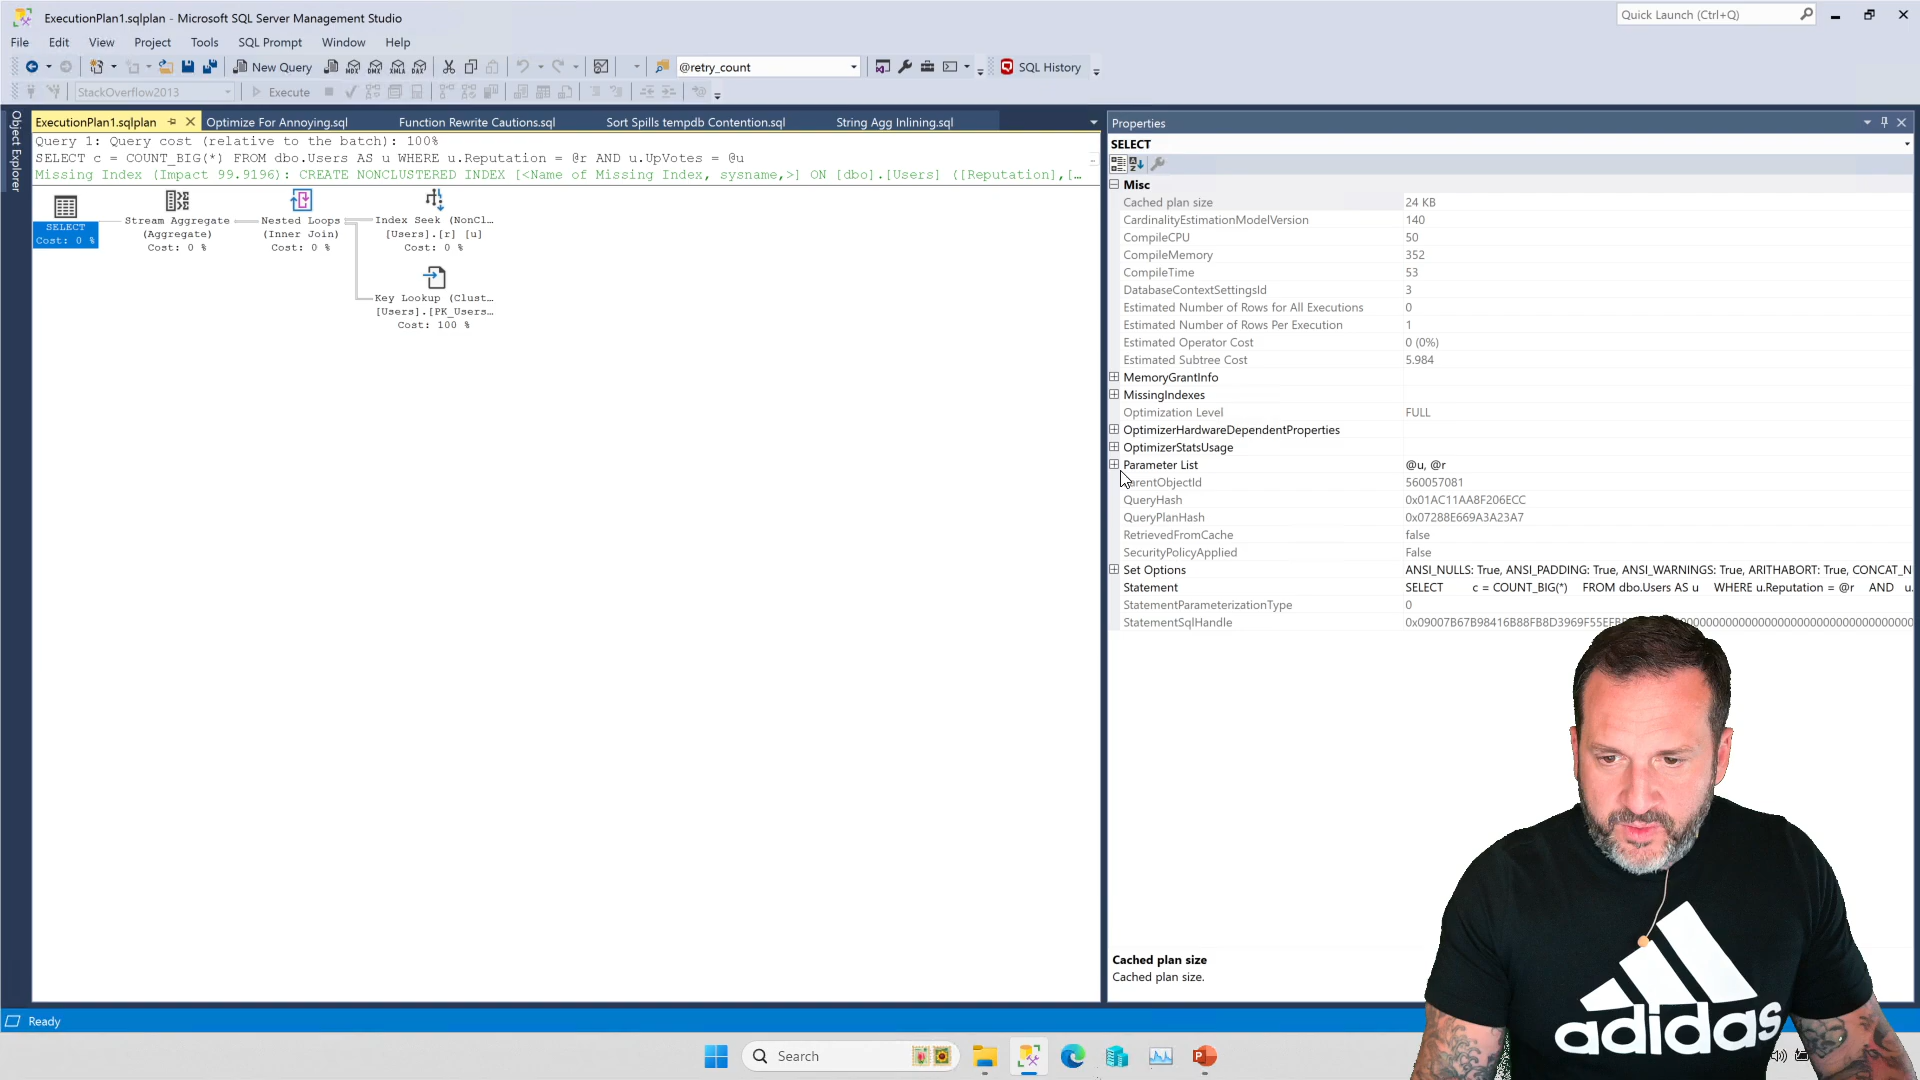 ExecutionPlan1.sqlplan - Microsoft SQL Server Management Studio
Quick Launch (Ctrl+Q)
File Edit View Project Tools SQL Prompt Window Help
New Query
@retry_count
SQL History
StackOverflow2013
Execute
Object Explorer
ExecutionPlan1.sqlplan
Optimize For Annoying.sql
Function Rewrite Cautions.sql
Sort Spills tempdb Contention.sql
String Agg Inlining.sql
Query 1: Query cost (relative to the batch): 100%
SELECT c = COUNT_BIG(*) FROM dbo.Users AS u WHERE u.Reputation = @r AND u.UpVotes = @u
Missing Index (Impact 99.9196): CREATE NONCLUSTERED INDEX [<Name of Missing Index, sysname,>] ON [dbo].[Users] ([Reputation],[...
SELECT
Cost: 0 %
Stream Aggregate
(Aggregate)
Cost: 0 %
Nested Loops
(Inner Join)
Cost: 0 %
Index Seek (NonCl...
[Users].[r] [u]
Cost: 0 %
Key Lookup (Clust...
[Users].[PK_Users...
Cost: 100 %
Properties
SELECT
Misc
Cached plan size 24 KB
CardinalityEstimationModelVersion 140
CompileCPU 50
CompileMemory 352
CompileTime 53
DatabaseContextSettingsId 3
Estimated Number of Rows for All Executions 0
Estimated Number of Rows Per Execution 1
Estimated Operator Cost 0 (0%)
Estimated Subtree Cost 5.984
MemoryGrantInfo
MissingIndexes
Optimization Level FULL
OptimizerHardwareDependentProperties
OptimizerStatsUsage
Parameter List @u, @r
arentObjectId 560057081
QueryHash 0x01AC11AA8F206ECC
QueryPlanHash 0x07288E669A3A23A7
RetrievedFromCache false
SecurityPolicyApplied False
Set Options ANSI_NULLS: True, ANSI_PADDING: True, ANSI_WARNINGS: True, ARITHABORT: True, CONCAT_N
Statement SELECT c = COUNT_BIG(*) FROM dbo.Users AS u WHERE u.Reputation = @r AND u.
StatementParameterizationType 0
StatementSqlHandle
Cached plan size
Cached plan size.
adidas
Ready
Search